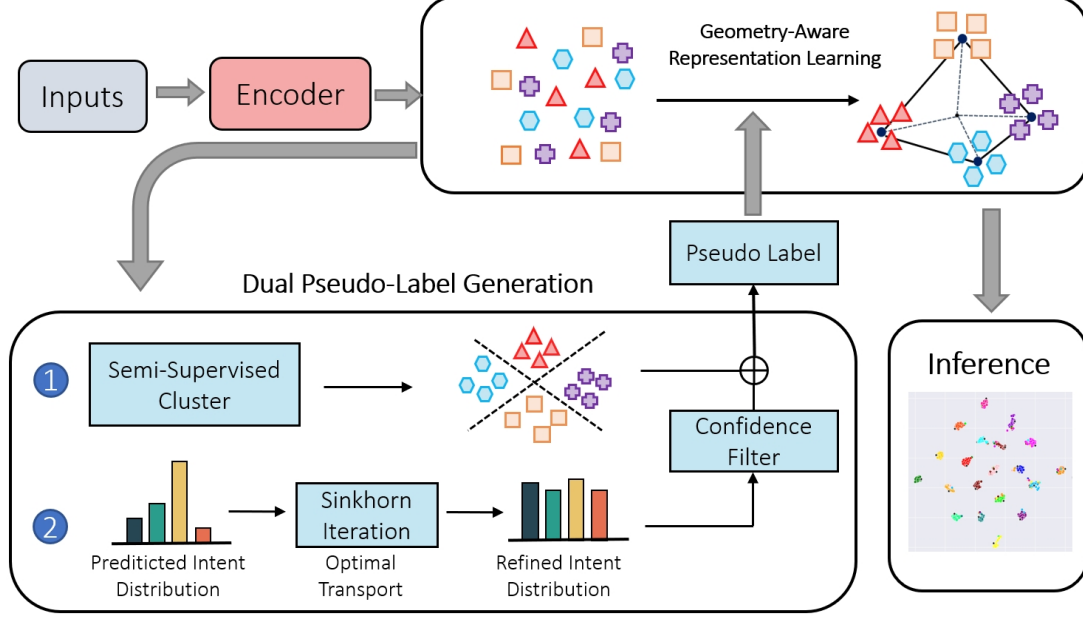 Inputs
Encoder
Geometry-Aware
Representation Learning
Pseudo Label
Dual Pseudo-Label Generation
1
Semi-Supervised
Cluster
Confidence
Filter
2
Prediticted Intent
Distribution
Sinkhorn
Iteration
Optimal
Transport
Refined Intent
Distribution
Inference